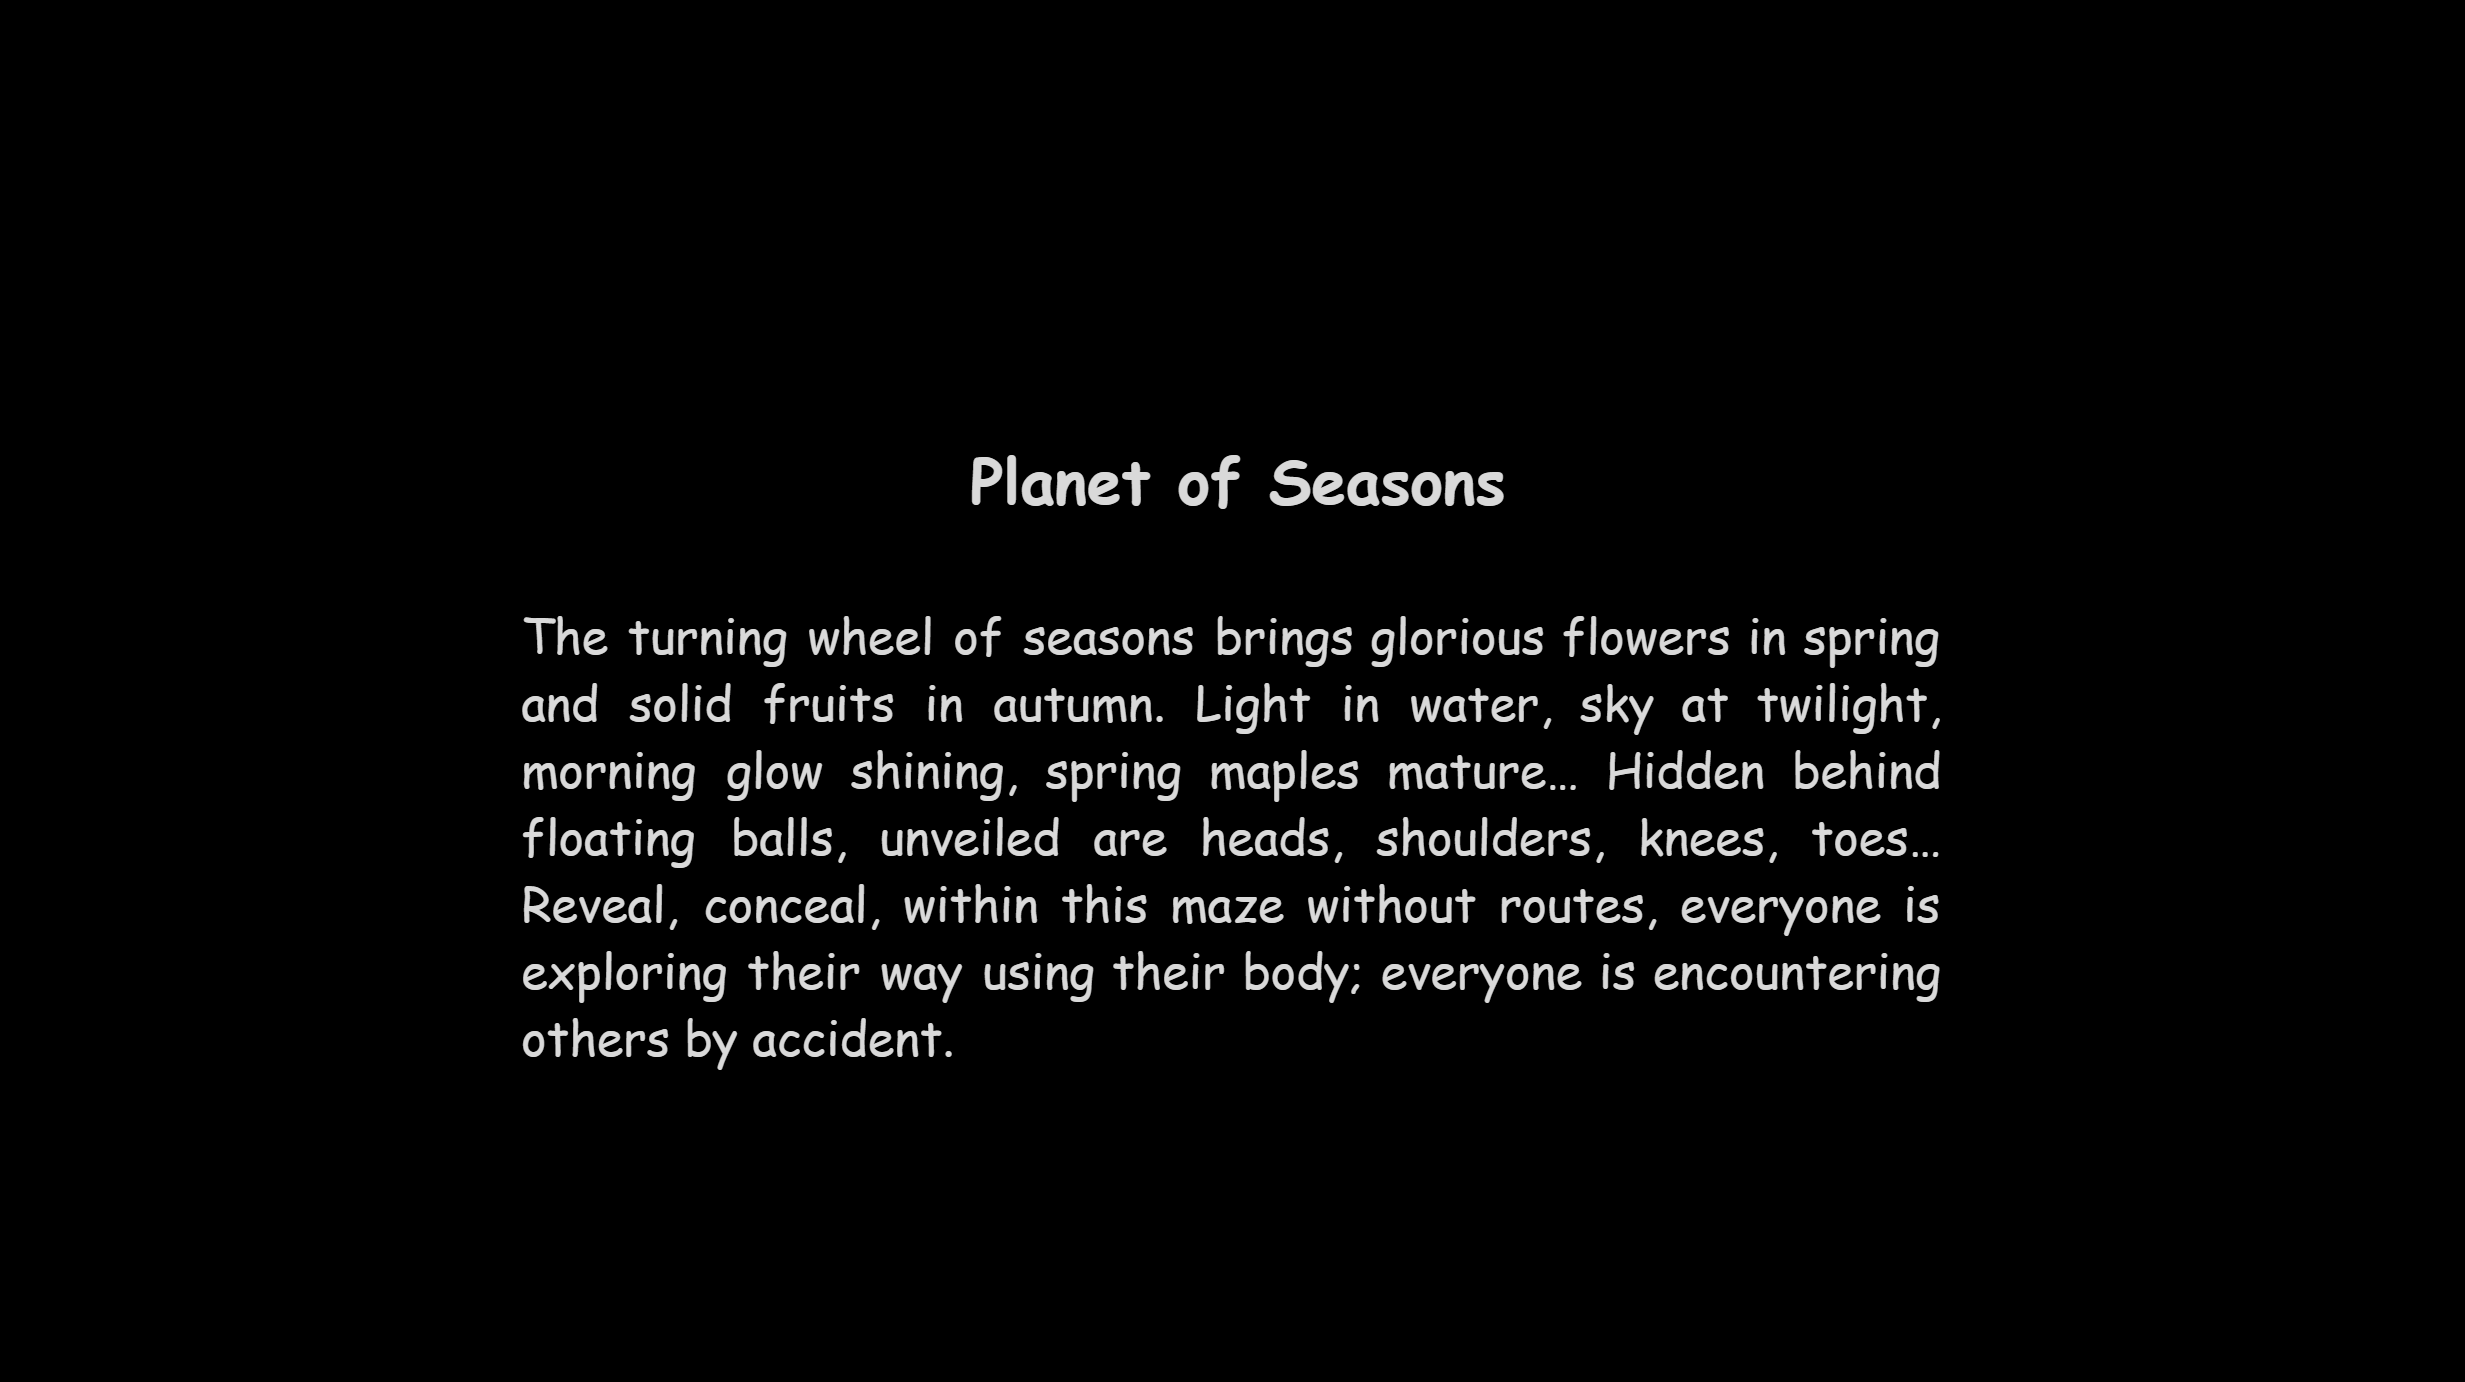 Planet of Seasons
The turning wheel of seasons brings glorious flowers in spring
and solid fruits in autumn. Light in water, sky at twilight,
morning glow shining, spring maples mature… Hidden behind
floating balls, unveiled are heads, shoulders, knees, toes…
Reveal, conceal, within this maze without routes, everyone is
exploring their way using their body; everyone is encountering
others by accident.